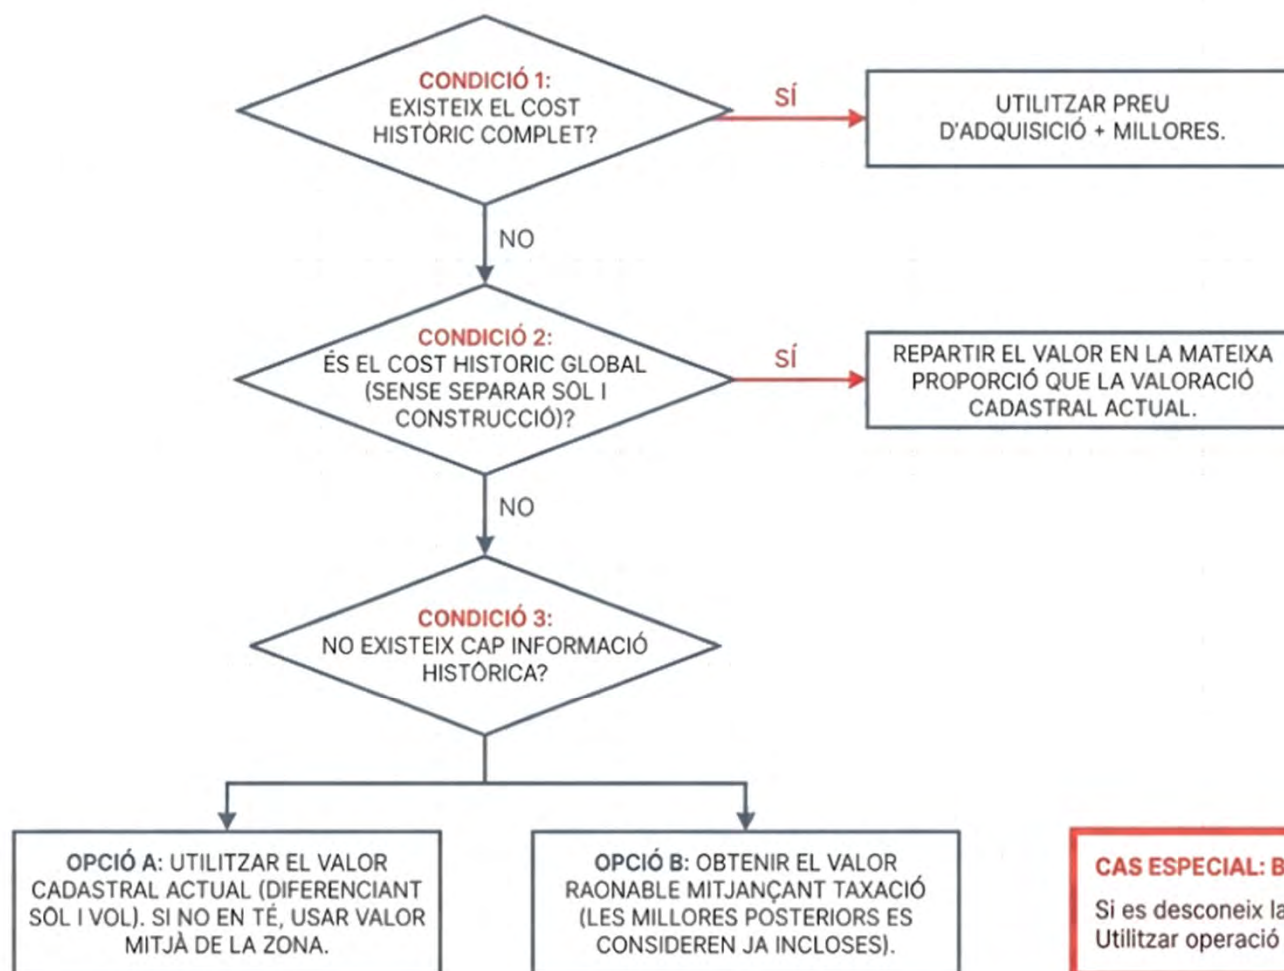 CONDICIÓ 1:
EXISTEIX EL COST
HISTÒRIC COMPLET?
SÍ
UTILITZAR PREU
D'ADQUISICIÓ + MILLORES.
NO
CONDICIÓ 2:
ÉS EL COST HISTORIC GLOBAL
(SENSE SEPARAR SÒL I
CONSTRUCCIÓ)?
SÍ
REPARTIR EL VALOR EN LA MATEIXA
PROPORCIÓ QUE LA VALORACIÓ
CADASTRAL ACTUAL.
NO
CONDICIÓ 3:
NO EXISTEIX CAP INFORMACIÓ
HISTÒRICA?
OPCIÓ A: UTILITZAR EL VALOR
CADASTRAL ACTUAL (DIFERENCIANT
SÒL I VOL). SI NO EN TÉ, USAR VALOR
MITJÀ DE LA ZONA.
OPCIÓ B: OBTENIR EL VALOR
RAONABLE MITJANÇANT TAXACIÓ
(LES MILLORES POSTERIORS ES
CONSIDEREN JA INCLOSES).
CAS ESPECIAL: B
Si es desconeix la
Utilitzar operació